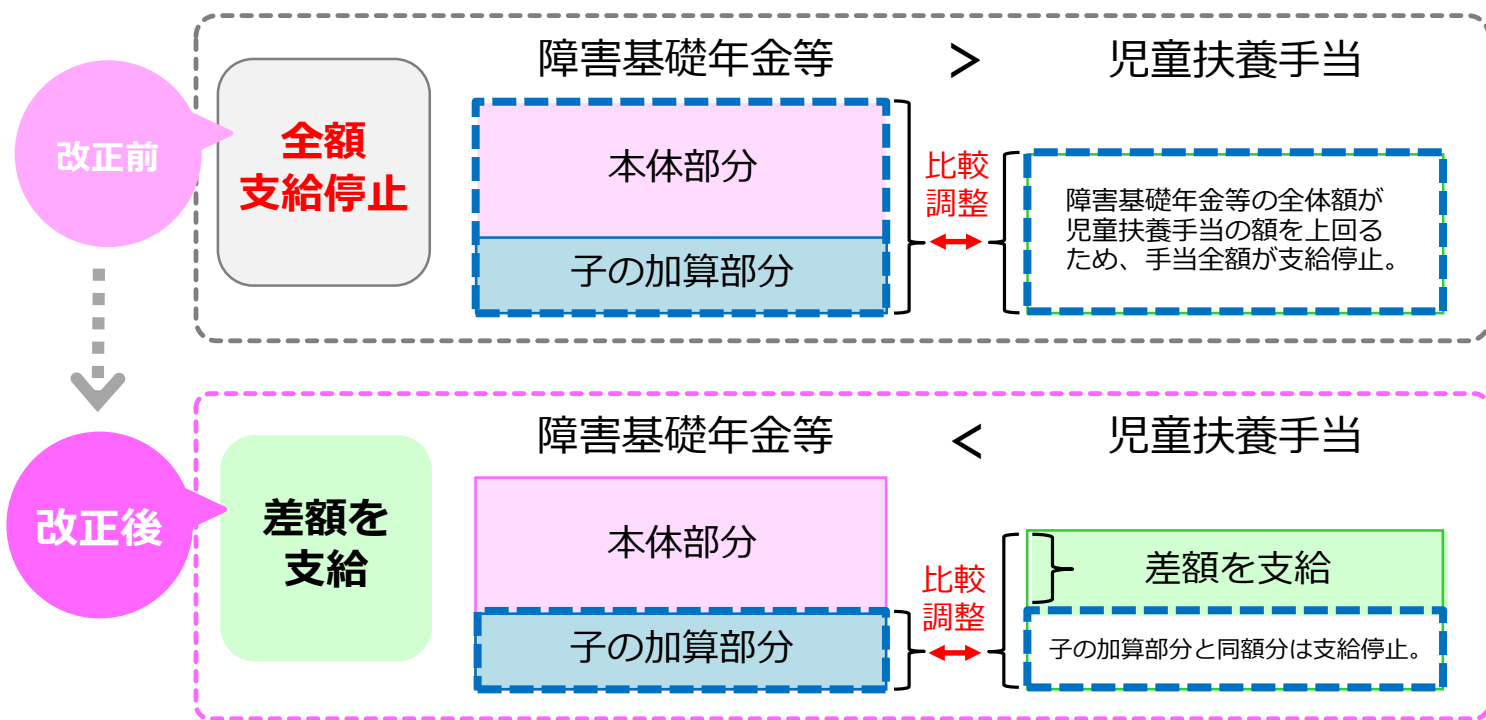 改正前
全額
支給停止
障害基礎年金等 > 児童扶養手当
本体部分
子の加算部分
比較
調整
障害基礎年金等の全体額が
児童扶養手当の額を上回る
ため、手当全額が支給停止。
改正後
差額を
支給
障害基礎年金等 < 児童扶養手当
本体部分
子の加算部分
比較
調整
差額を支給
子の加算部分と同額分は支給停止。